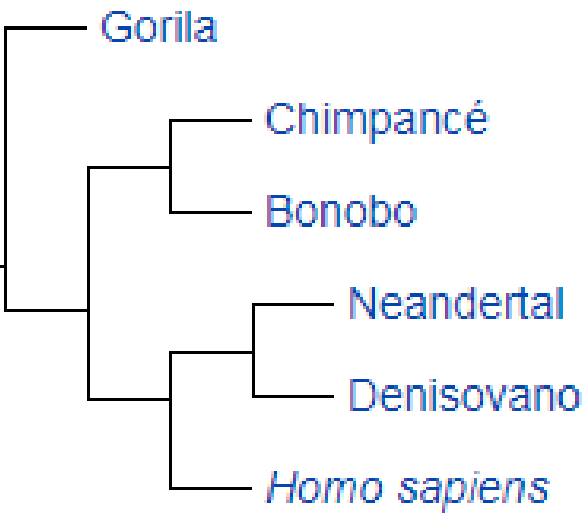 Gorila
Chimpancé
Bonobo
Neandertal
Denisovano
Homo sapiens